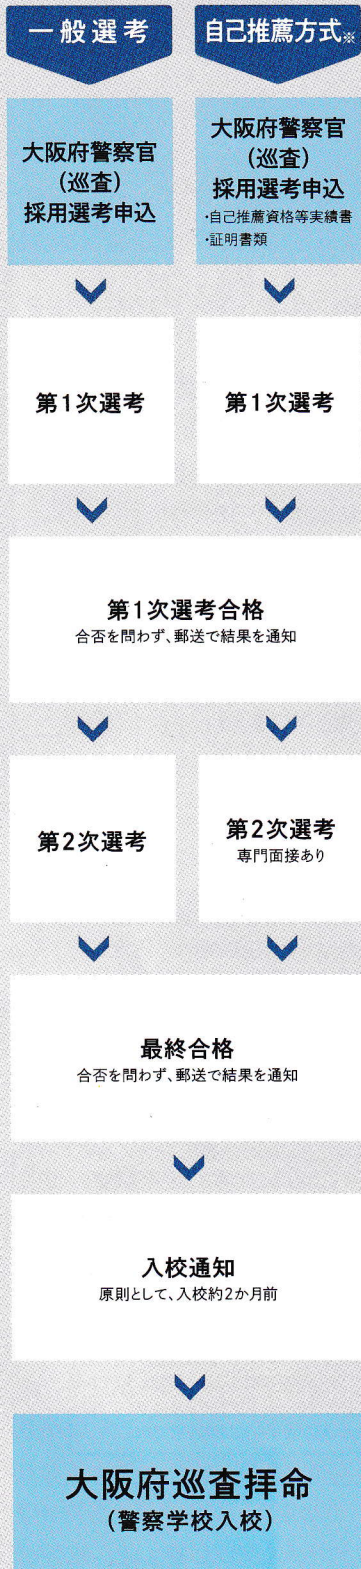 一般選考
自己推薦方式※
大阪府警察官
(巡査)
採用選考申込
大阪府警察官
(巡査)
採用選考申込
・自己推薦資格等実績書
・証明書類
第1次選考
第1次選考
第1次選考合格
合否を問わず、郵送で結果を通知
第2次選考
第2次選考
専門面接あり
最終合格
合否を問わず、郵送で結果を通知
入校通知
原則として、入校約2か月前
大阪府巡査拝命
(警察学校入校)